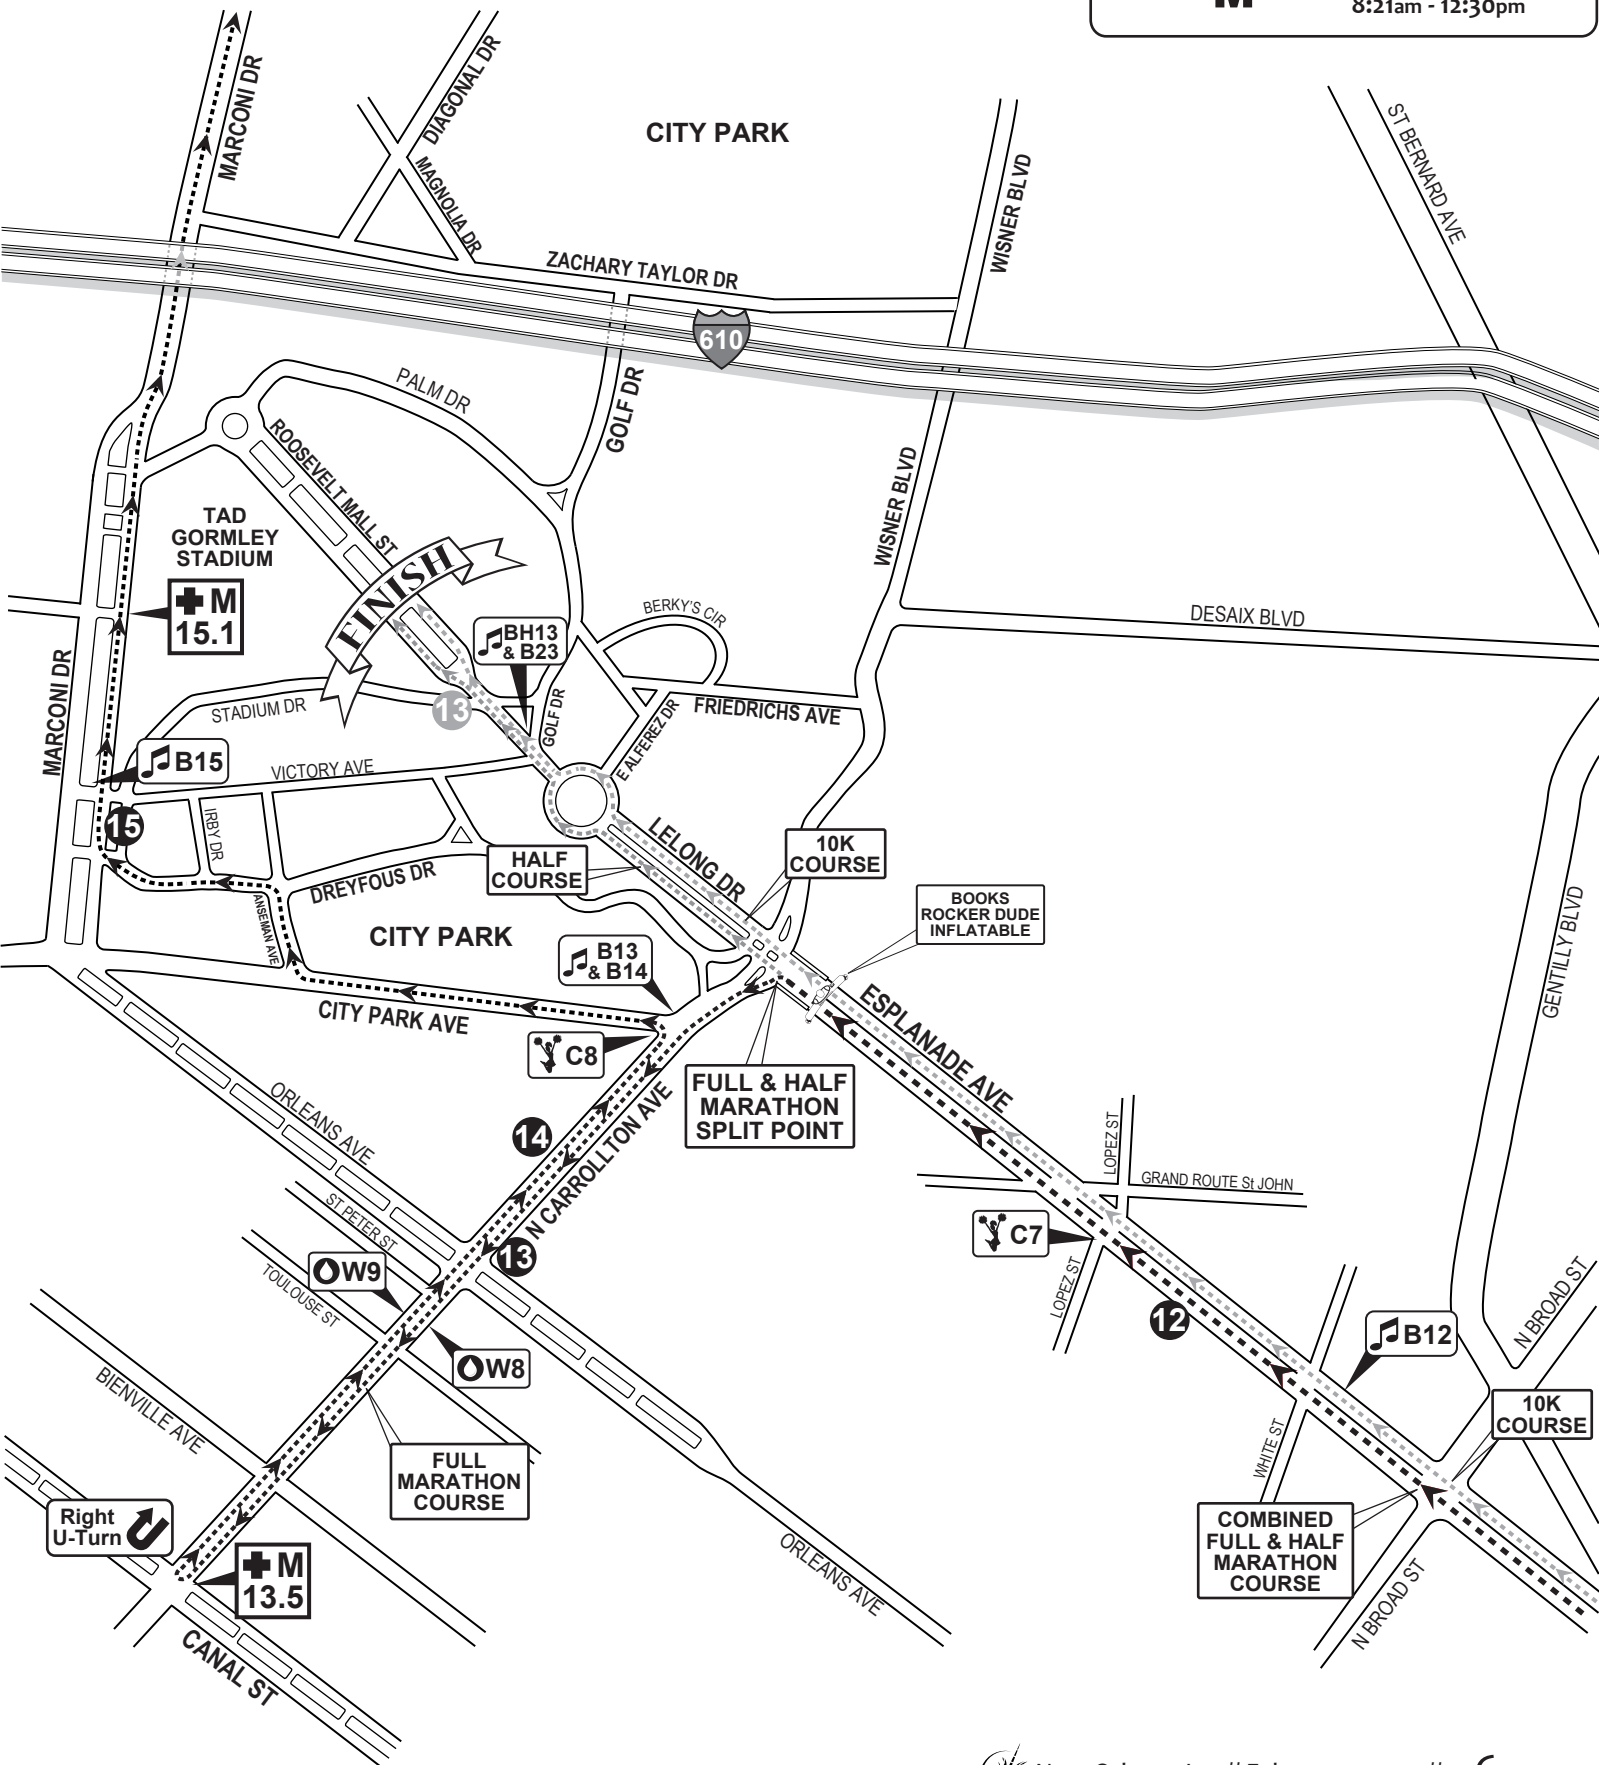 M
8:21am - 12:30pm
MARCONI DR
DIAGONAL DR
MAGNOLIA DR
CITY PARK
WISNER BLVD
ST BERNARD AVE
ZACHARY TAYLOR DR
610
PALM DR
GOLF DR
ROOSEVELT MALL ST
WISNER BLVD
TAD
GORMLEY
STADIUM
M
15.1
FINISH
BH13
& B23
BERKY'S CIR
DESAIX BLVD
MARCONI DR
STADIUM DR
13
GOLF DR
E ALFEREZ DR
FRIEDRICHS AVE
B15
VICTORY AVE
15
IRBY DR
DREYFOUS DR
HALF
COURSE
LELONG DR
10K
COURSE
ANSEMAN AVE
CITY PARK
BOOKS
ROCKER DUDE
INFLATABLE
B13
& B14
CITY PARK AVE
C8
ESPLANADE AVE
GENTILLY BLVD
FULL & HALF
MARATHON
SPLIT POINT
ORLEANS AVE
14
N CARROLLTON AVE
LOPEZ ST
GRAND ROUTE St JOHN
ST PETER ST
C7
13
W9
TOULOUSE ST
LOPEZ ST
12
B12
N BROAD ST
W8
BIENVILLE AVE
10K
COURSE
WHITE ST
FULL
MARATHON
COURSE
Right
U-Turn
COMBINED
FULL & HALF
MARATHON
COURSE
M
13.5
ORLEANS AVE
N BROAD ST
CANAL ST